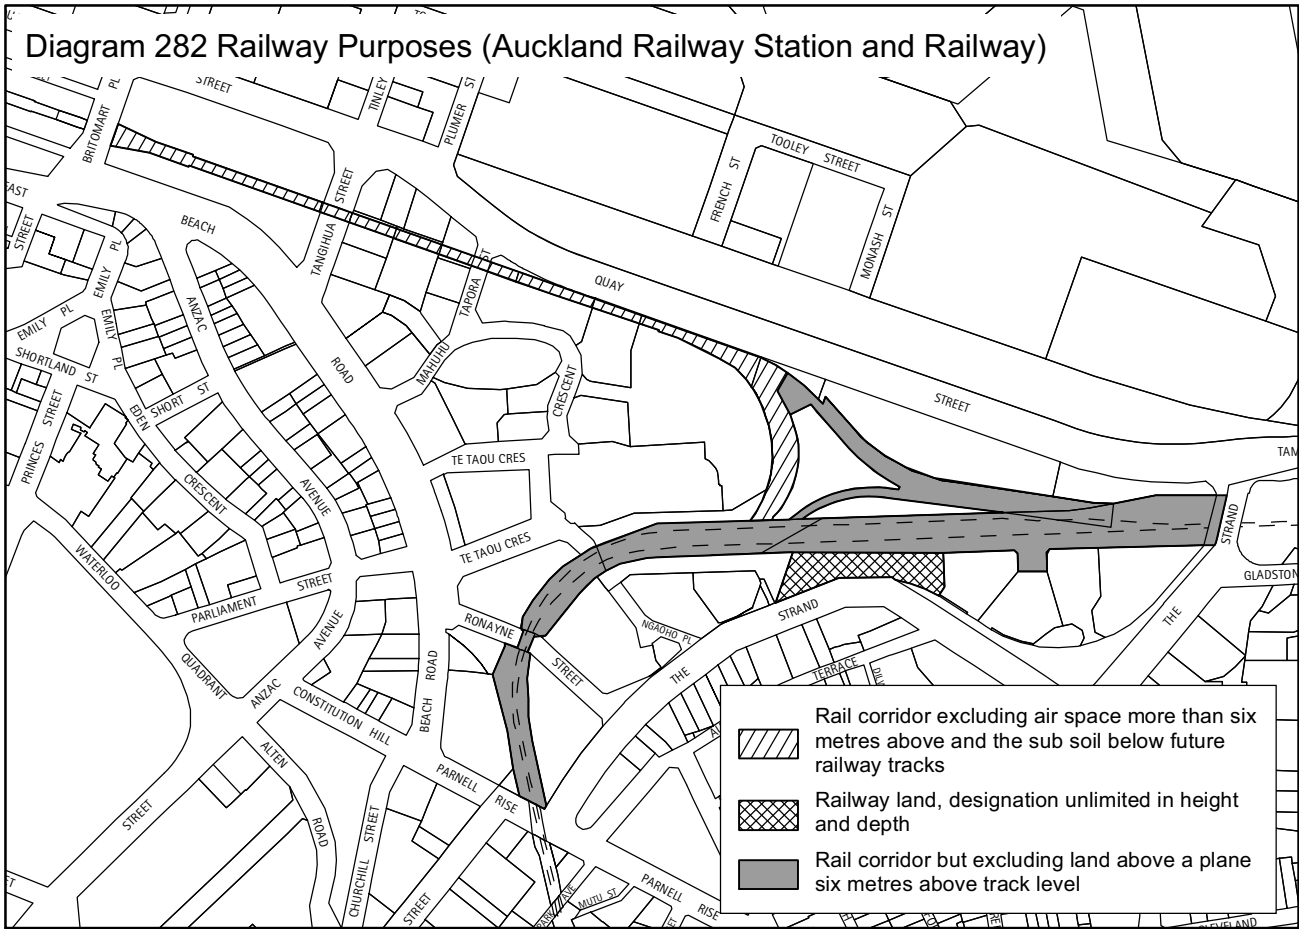 Diagram 282 Railway Purposes (Auckland Railway Station and Railway)
STREET
BRITOMART PL
TINLEY
PLUMER ST
TOOLEY STREET
FRENCH ST
MONASH ST
EAST
STREET
BEACH
ROAD
TANGIHUA STREET
TAPORA ST
QUAY
STREET
EMILY PL
EMILY PL
EMILY PL
ANZAC
AVENUE
MAHUHU
CRESCENT
SHORTLAND ST
SHORT ST
EDEN
CRESCENT
PRINCES STREET
TE TAOU CRES
TE TAOU CRES
TAM
STRAND
GLADSTON
THE
WATERLOO
QUADRANT
PARLIAMENT STREET
ANZAC AVENUE
RONAYNE
STREET
NGAOHO PL
THE
STRAND
TERRACE
BEACH ROAD
CONSTITUTION HILL
ALTEN
ROAD
STREET
PARNELL
RISE
CHURCHILL STREET
STREET
MUTU ST
PARNELL
RISE
CLEVELAND
Rail corridor excluding air space more than six
metres above and the sub soil below future
railway tracks
Railway land, designation unlimited in height
and depth
Rail corridor but excluding land above a plane
six metres above track level